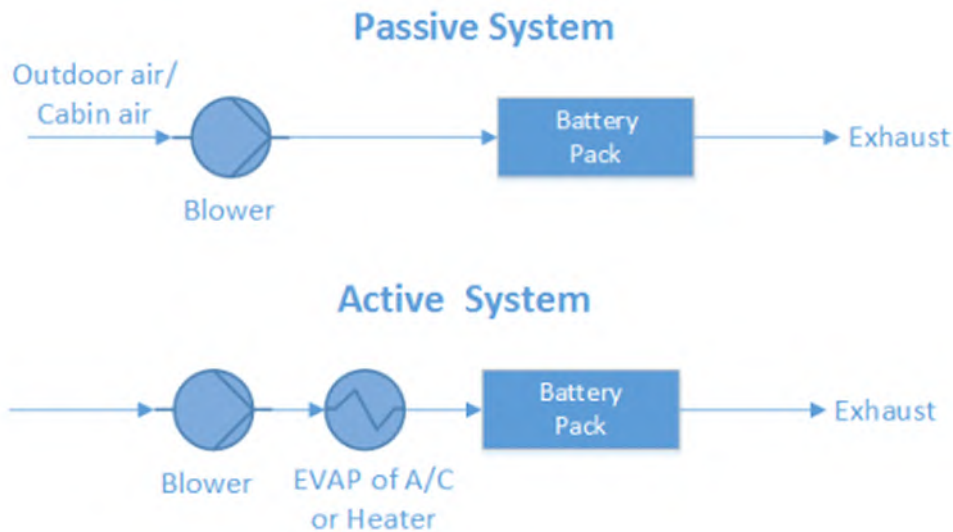 Passive System
Outdoor air/
Cabin air
Battery
Pack
Exhaust
Blower
Active System
Battery
Pack
Exhaust
Blower
EVAP of A/C
or Heater